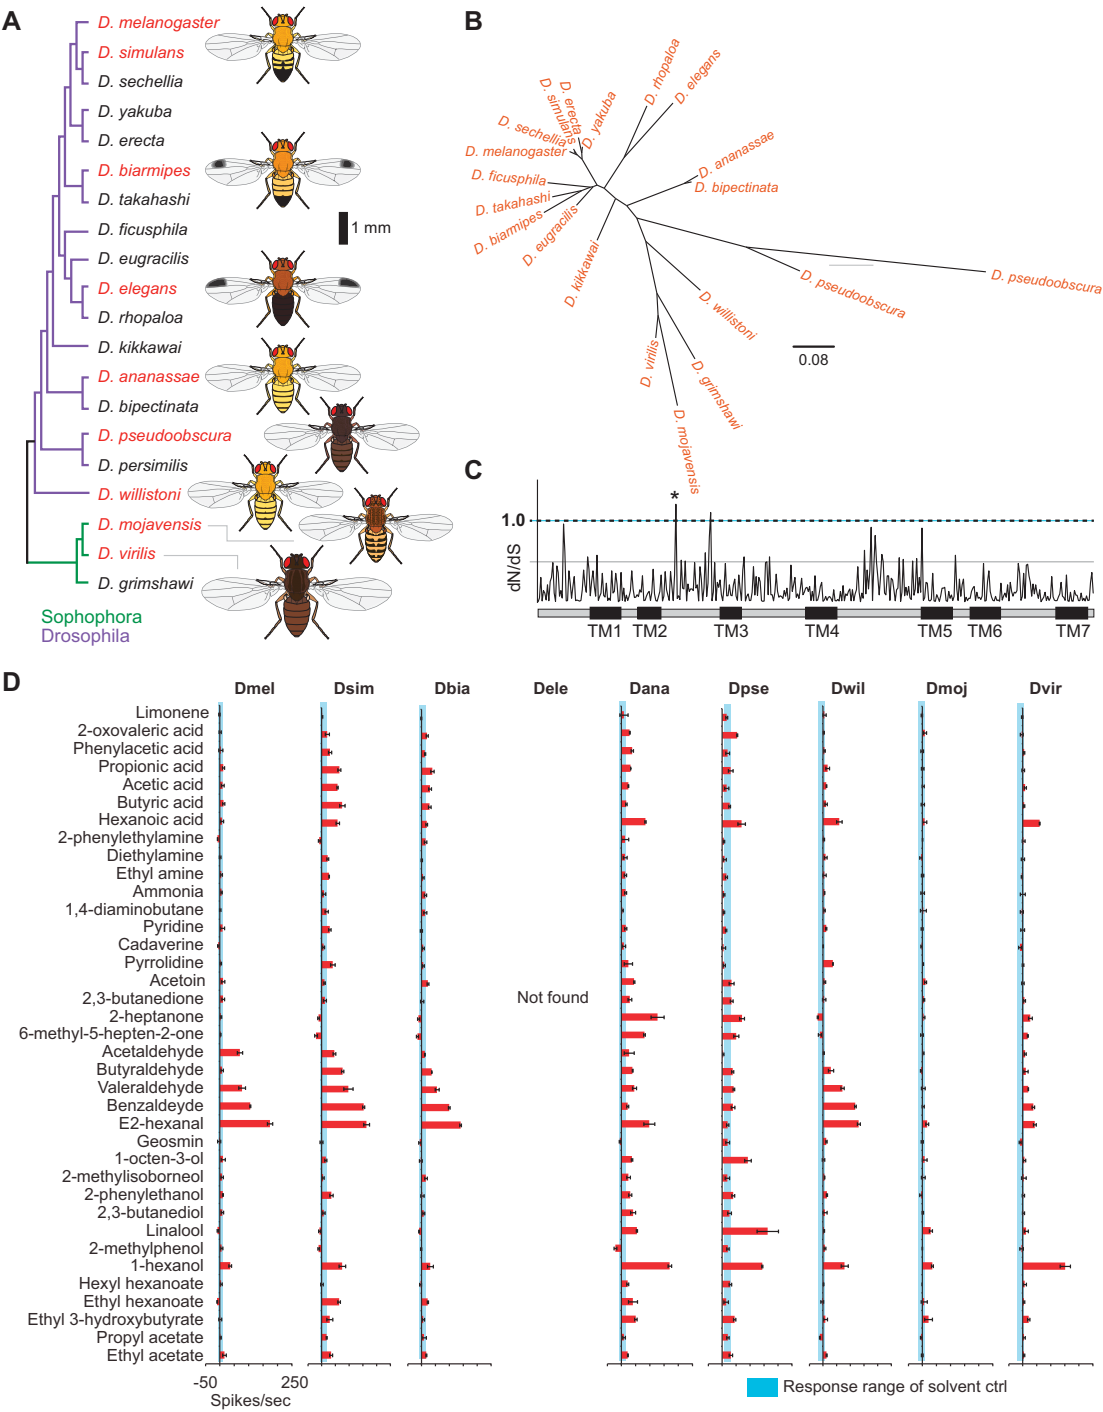 A
D. melanogaster
D. simulans
D. sechellia
D. yakuba
D. erecta
D. biarmipes
D. takahashi
D. ficusphila
D. eugracilis
D. elegans
D. rhopaloa
D. kikkawai
D. ananassae
D. bipectinata
D. pseudoobscura
D. persimilis
D. willistoni
D. mojavensis
D. virilis
D. grimshawi
1 mm
Sophophora
Drosophila
B
D. rhopaloa
D. elegans
D. yakuba
D. erecta
D. simulans
D. sechellia
D. melanogaster
D. ficusphila
D. takahashi
D. biarmipes
D. eugracilis
D. kikkawai
D. ananassae
D. bipectinata
D. pseudoobscura
D. pseudoobscura
D. willistoni
D. virilis
D. grimshawi
D. mojavensis
0.08
C
*
1.0
dN/dS
TM1 TM2 TM3 TM4 TM5 TM6 TM7
D
Dmel Dsim Dbia Dele Dana Dpse Dwil Dmoj Dvir
Limonene
2-oxovaleric acid
Phenylacetic acid
Propionic acid
Acetic acid
Butyric acid
Hexanoic acid
2-phenylethylamine
Diethylamine
Ethyl amine
Ammonia
1,4-diaminobutane
Pyridine
Cadaverine
Pyrrolidine
Acetoin
2,3-butanedione
2-heptanone
6-methyl-5-hepten-2-one
Acetaldehyde
Butyraldehyde
Valeraldehyde
Benzaldeyde
E2-hexanal
Geosmin
1-octen-3-ol
2-methylisoborneol
2-phenylethanol
2,3-butanediol
Linalool
2-methylphenol
1-hexanol
Hexyl hexanoate
Ethyl hexanoate
Ethyl 3-hydroxybutyrate
Propyl acetate
Ethyl acetate
Not found
-50 250
Spikes/sec
Response range of solvent ctrl